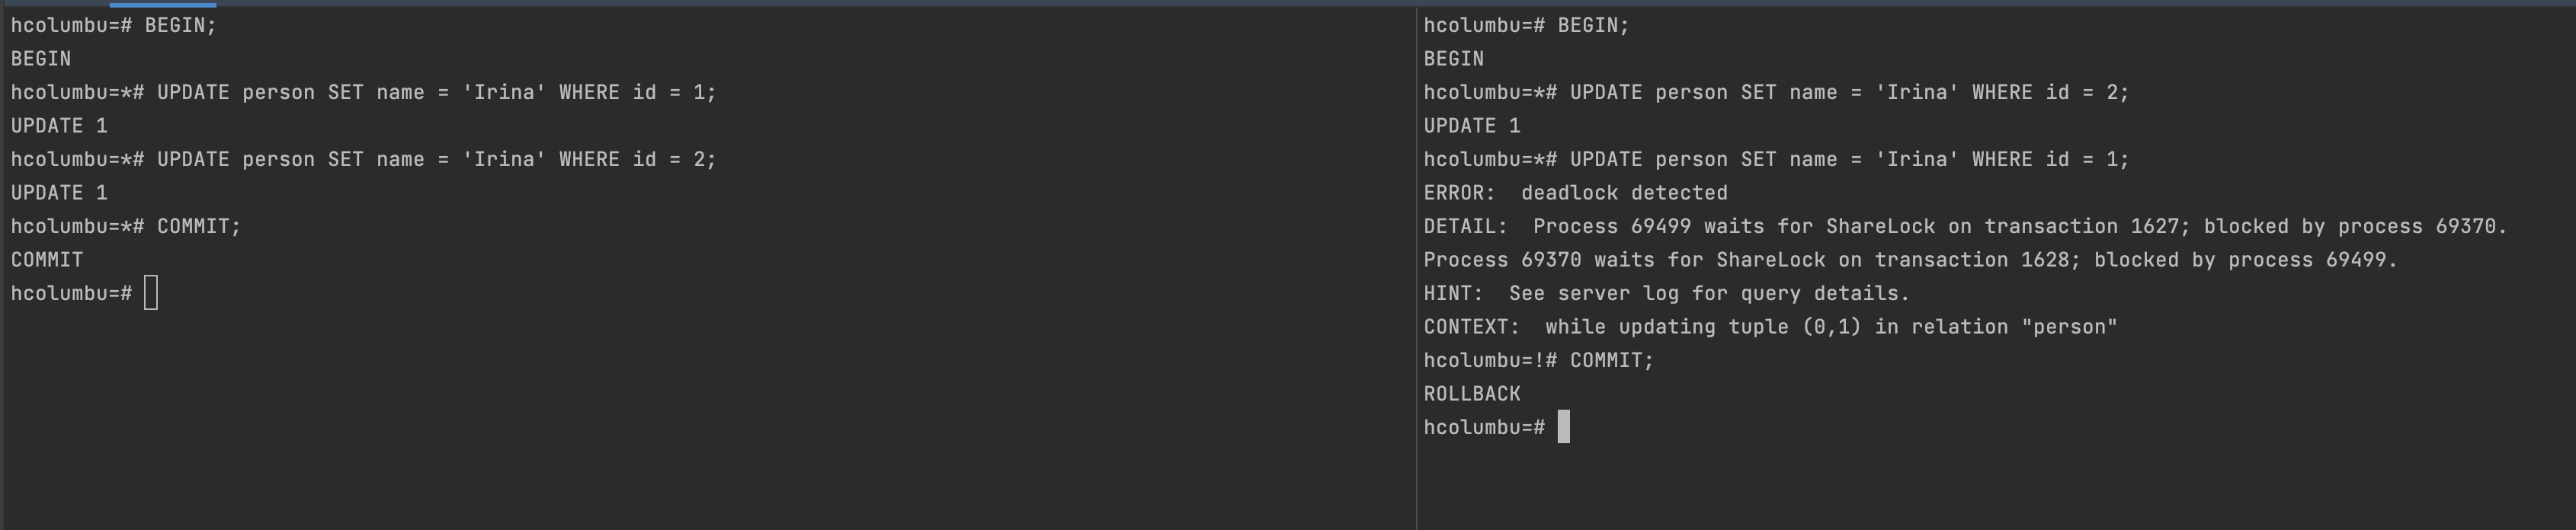 hcolumbu=# BEGIN;
BEGIN
hcolumbu=*# UPDATE person SET name = 'Irina' WHERE id = 1;
UPDATE 1
hcolumbu=*# UPDATE person SET name = 'Irina' WHERE id = 2;
UPDATE 1
hcolumbu=*# COMMIT;
COMMIT
hcolumbu=#
hcolumbu=# BEGIN;
BEGIN
hcolumbu=*# UPDATE person SET name = 'Irina' WHERE id = 2;
UPDATE 1
hcolumbu=*# UPDATE person SET name = 'Irina' WHERE id = 1;
ERROR:  deadlock detected
DETAIL:  Process 69499 waits for ShareLock on transaction 1627; blocked by process 69370.
Process 69370 waits for ShareLock on transaction 1628; blocked by process 69499.
HINT:  See server log for query details.
CONTEXT:  while updating tuple (0,1) in relation "person"
hcolumbu=!# COMMIT;
ROLLBACK
hcolumbu=#